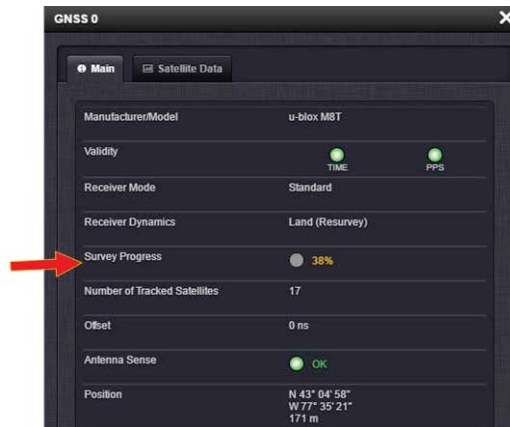 GNSS 0
Main Satellite Data
Manufacturer/Model u-blox M8T
Validity
TIME PPS
Receiver Mode Standard
Receiver Dynamics Land (Resurvey)
Survey Progress 38%
Number of Tracked Satellites 17
Offset 0 ns
Antenna Sense OK
Position N 43° 04' 58"
W 77° 35' 21"
171 m